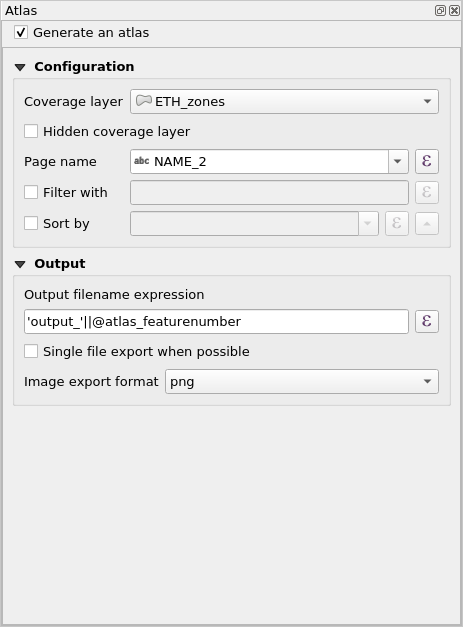 Atlas
Generate an atlas
Configuration
Coverage layer ETH_zones
Hidden coverage layer
Page name abc NAME_2 ε
Filter with ε
Sort by ε
Output
Output filename expression
'output_'||@atlas_featurenumber ε
Single file export when possible
Image export format png